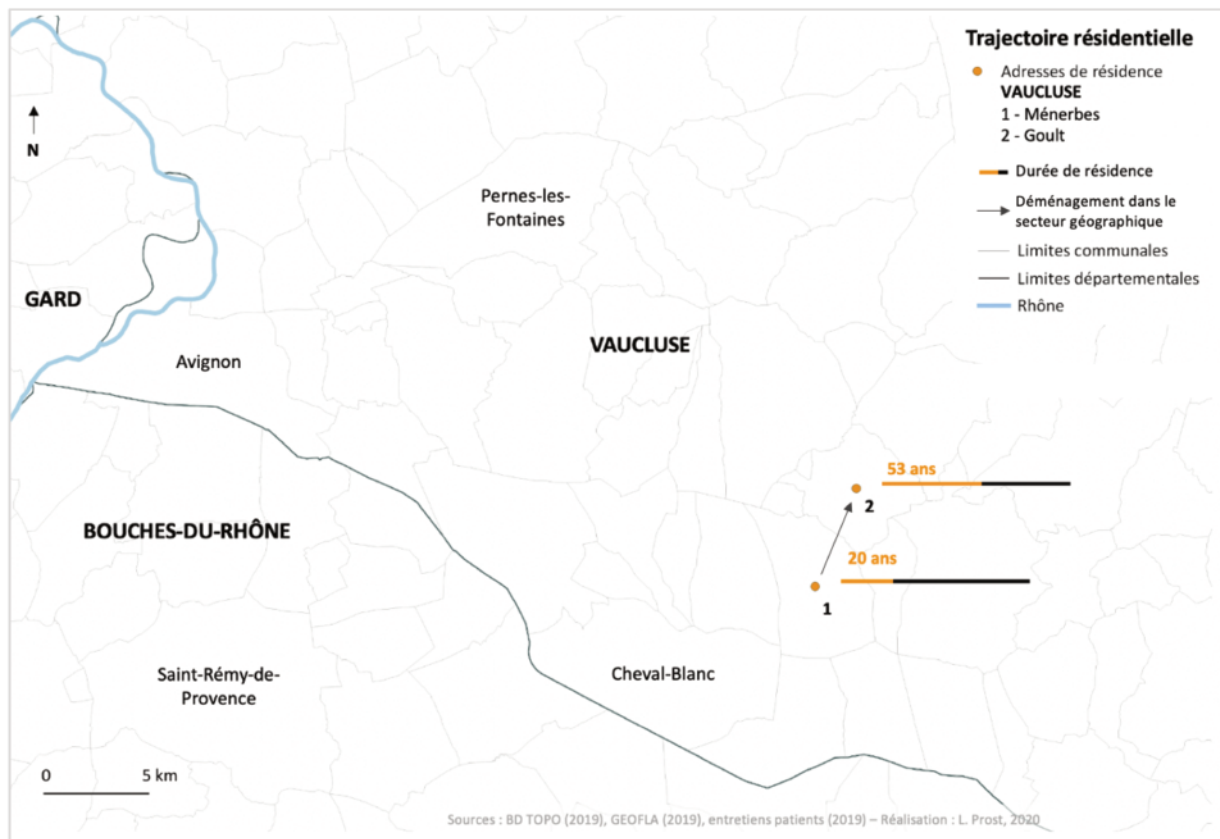 Trajectoire résidentielle
Adresses de résidence
VAUCLUSE
1 - Ménerbes
2 - Goult
Durée de résidence
Déménagement dans le
secteur géographique
Limites communales
Limites départementales
Rhône
N
Pernes-les-
Fontaines
GARD
VAUCLUSE
Avignon
53 ans
2
BOUCHES-DU-RHÔNE
20 ans
1
Saint-Rémy-de-
Provence
Cheval-Blanc
0 5 km
Sources : BD TOPO (2019), GEOFLA (2019), entretiens patients (2019) – Réalisation : L. Prost, 2020